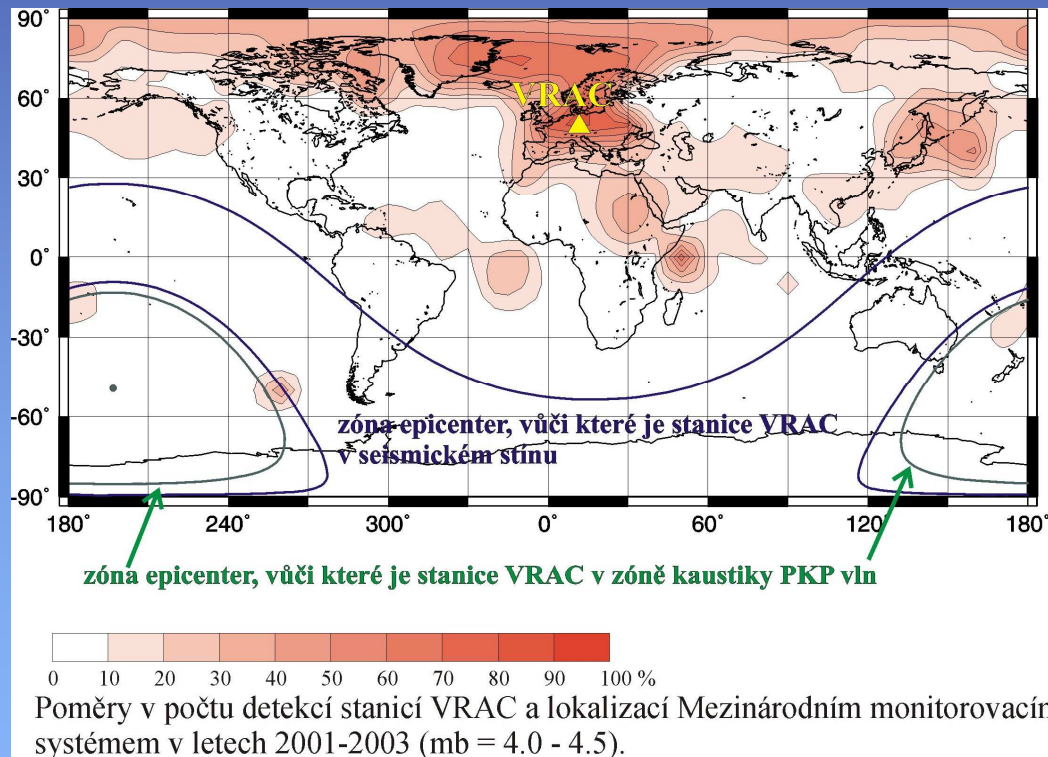 90°
60°
30°
0°
-30°
-60°
-90°
VRAC
zóna epicenter, vůči které je stanice VRAC
v seismickém stínu
180° 240° 300° 0° 60° 120° 180°
zóna epicenter, vůči které je stanice VRAC v zóně kaustiky PKP vln
0 10 20 30 40 50 60 70 80 90 100 %
Poměry v počtu detekcí stanicí VRAC a lokalizací Mezinárodním monitorovacím
systémem v letech 2001-2003 (mb = 4.0 - 4.5).